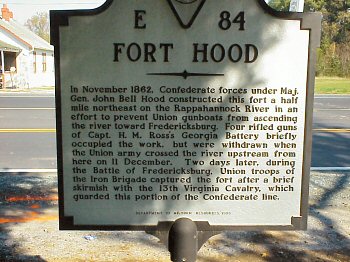 E 84
FORT HOOD
In November 1862, Confederate forces under Maj.
Gen. John Bell Hood constructed this fort a half
mile northeast on the Rappahannock River in an
effort to prevent Union gunboats from ascending
the river toward Fredericksburg. Four rifled guns
of Capt. H. M. Ross's Georgia Battery briefly
occupied the work, but were withdrawn when
the Union army crossed the river upstream from
here on 11 December. Two days later, during
the Battle of Fredericksburg, Union troops of
the Iron Brigade captured the fort after a brief
skirmish with the 13th Virginia Cavalry, which
guarded this portion of the Confederate line.
DEPARTMENT OF HISTORIC RESOURCES,